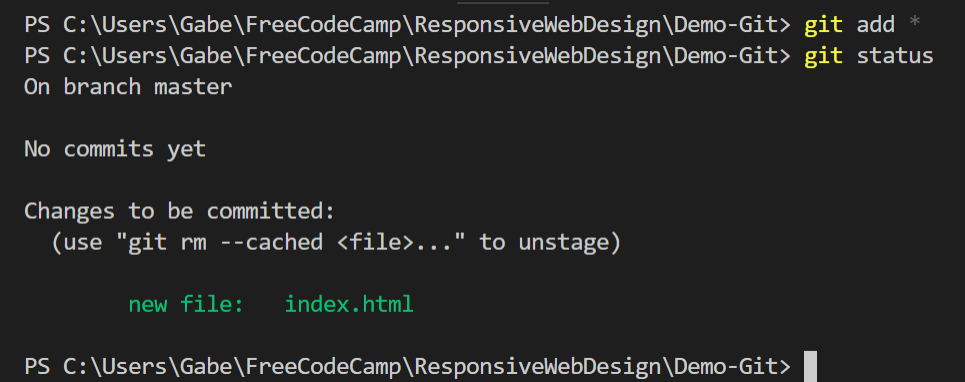 PS C:\Users\Gabe\FreeCodeCamp\ResponsiveWebDesign\Demo-Git> git add *
PS C:\Users\Gabe\FreeCodeCamp\ResponsiveWebDesign\Demo-Git> git status
On branch master
No commits yet
Changes to be committed:
(use "git rm --cached <file>..." to unstage)
new file: index.html
PS C:\Users\Gabe\FreeCodeCamp\ResponsiveWebDesign\Demo-Git>